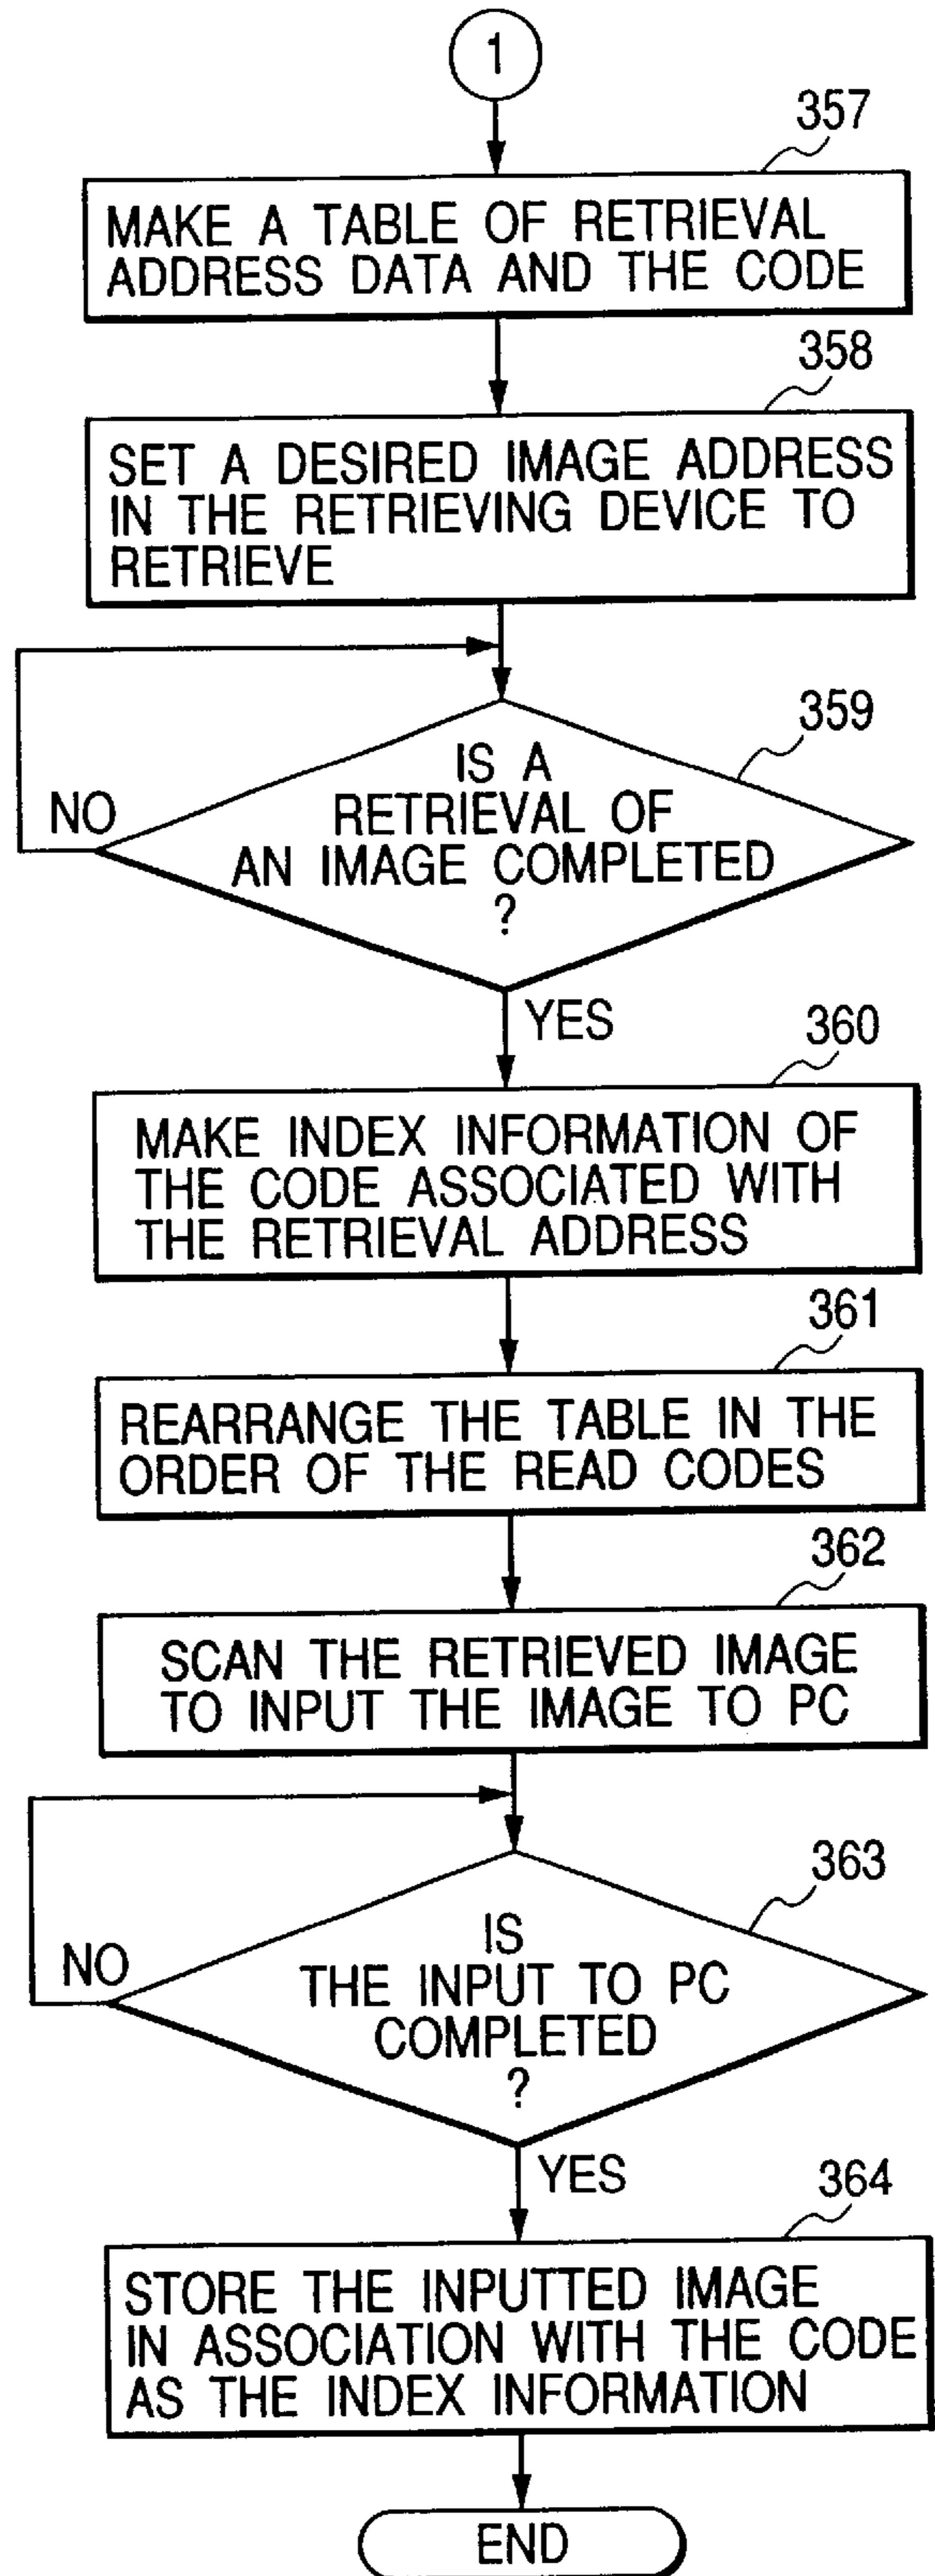 1
357
MAKE A TABLE OF RETRIEVAL
ADDRESS DATA AND THE CODE
358
SET A DESIRED IMAGE ADDRESS
IN THE RETRIEVING DEVICE TO
RETRIEVE
359
IS A
RETRIEVAL OF
AN IMAGE COMPLETED
?
NO
YES
360
MAKE INDEX INFORMATION OF
THE CODE ASSOCIATED WITH
THE RETRIEVAL ADDRESS
361
REARRANGE THE TABLE IN THE
ORDER OF THE READ CODES
362
SCAN THE RETRIEVED IMAGE
TO INPUT THE IMAGE TO PC
363
IS
THE INPUT TO PC
COMPLETED
?
NO
YES
364
STORE THE INPUTTED IMAGE
IN ASSOCIATION WITH THE CODE
AS THE INDEX INFORMATION
END